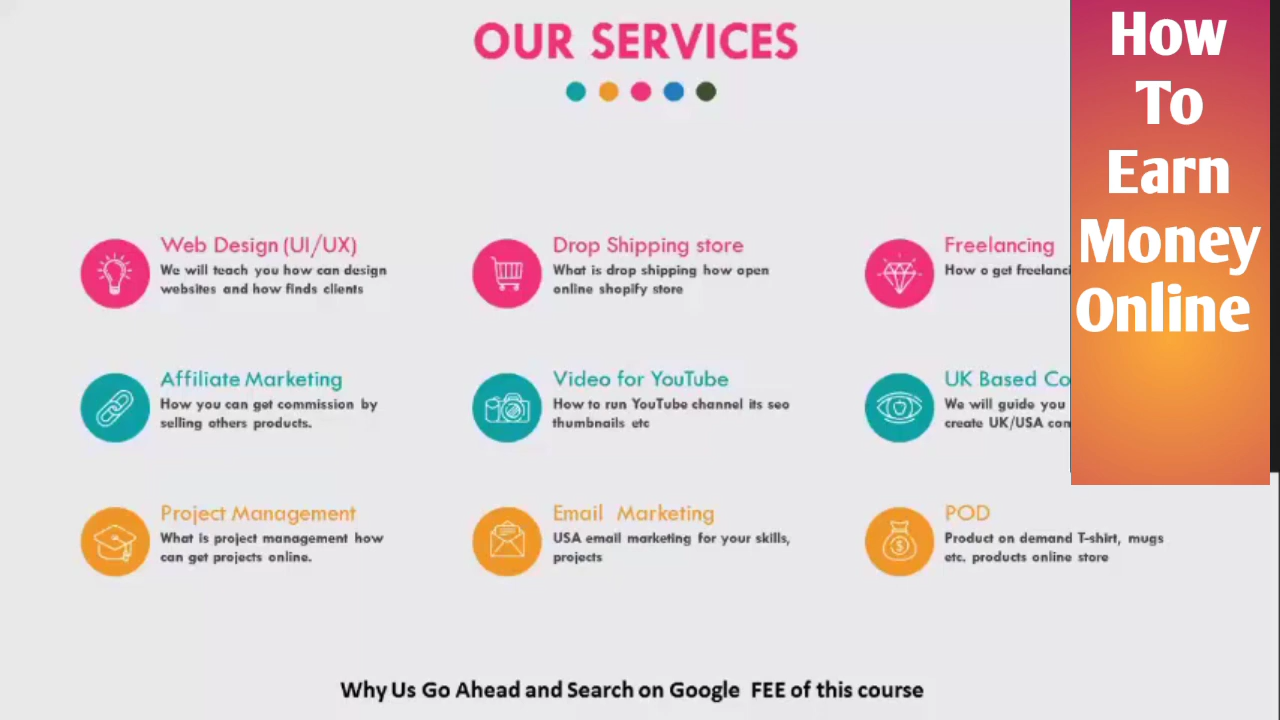 OUR SERVICES
Web Design (UI/UX)
We will teach you how can design
websites and how finds clients
Drop Shipping store
What is drop shipping how open
online shopify store
Freelancing
How o get freelanci
Affiliate Marketing
How you can get commission by
selling others products.
Video for YouTube
How to run YouTube channel its seo
thumbnails etc
UK Based Co
We will guide you
create UK/USA com
Project Management
What is project management how
can get projects online.
Email Marketing
USA email marketing for your skills,
projects
POD
Product on demand T-shirt, mugs
etc. products online store
Why Us Go Ahead and Search on Google FEE of this course
How
To
Earn
Money
Online